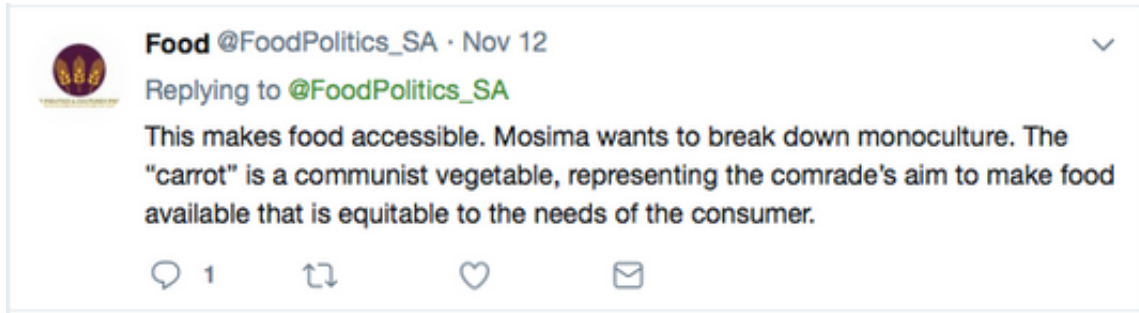 Food @FoodPolitics_SA · Nov 12
Replying to @FoodPolitics_SA
This makes food accessible. Mosima wants to break down monoculture. The
“carrot” is a communist vegetable, representing the comrade’s aim to make food
available that is equitable to the needs of the consumer.
1